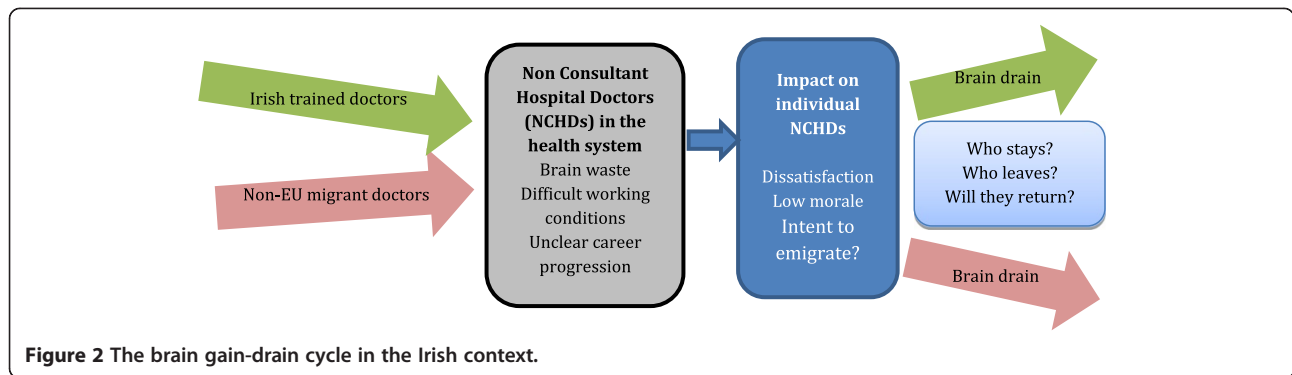 Irish trained doctors
Non-EU migrant doctors
Non Consultant
Hospital Doctors
(NCHDs) in the
health system
Brain waste
Difficult working
conditions
Unclear career
progression
Impact on
individual
NCHDs
Dissatisfaction
Low morale
Intent to
emigrate?
Brain drain
Who stays?
Who leaves?
Will they return?
Brain drain
Figure 2 The brain gain-drain cycle in the Irish context.